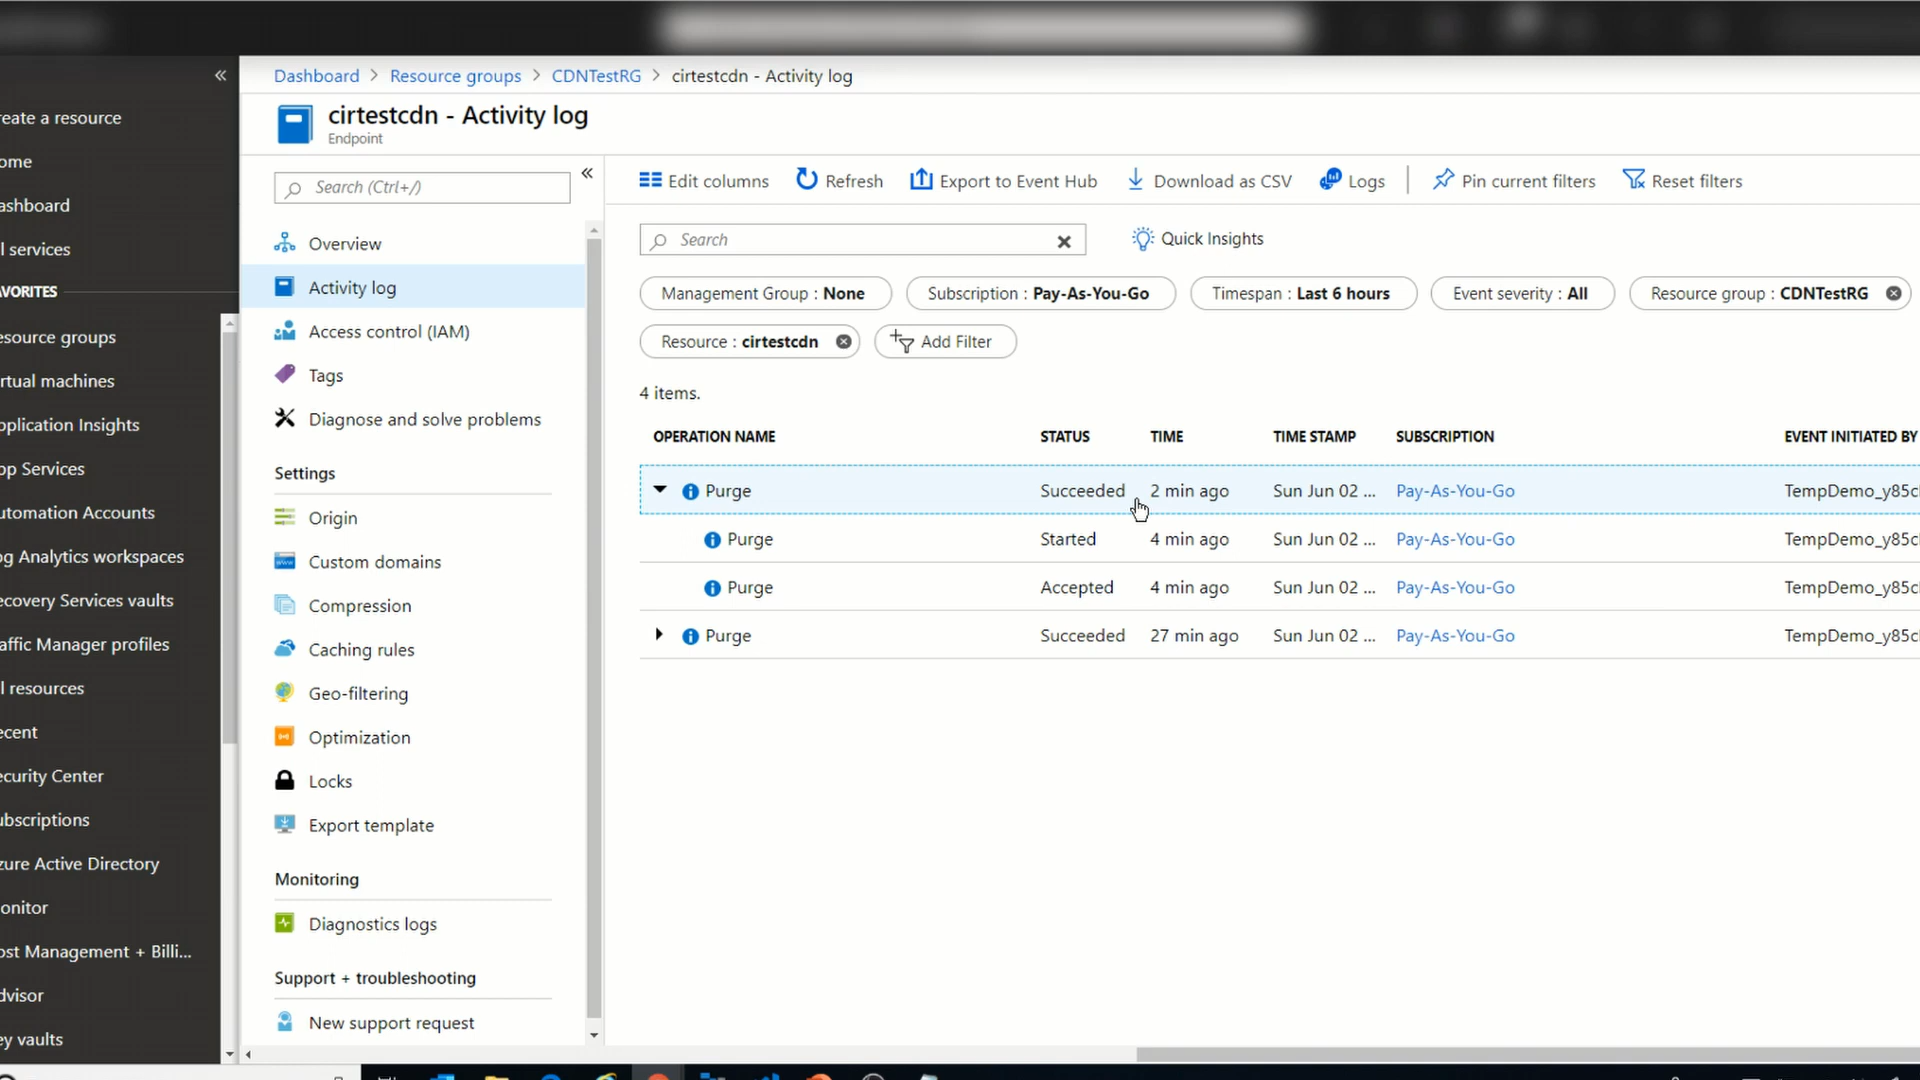 Dashboard > Resource groups > CDNTestRG > cirtestcdn - Activity log
cirtestcdn - Activity log
Endpoint
reate a resource
ome
ashboard
l services
AVORITES
esource groups
rtual machines
pplication Insights
pp Services
utomation Accounts
og Analytics workspaces
ecovery Services vaults
affic Manager profiles
l resources
ecent
ecurity Center
ubscriptions
zure Active Directory
onitor
ost Management + Billi...
dvisor
ey vaults
Search (Ctrl+/)
Overview
Activity log
Access control (IAM)
Tags
Diagnose and solve problems
Settings
Origin
Custom domains
Compression
Caching rules
Geo-filtering
Optimization
Locks
Export template
Monitoring
Diagnostics logs
Support + troubleshooting
New support request
Edit columns Refresh Export to Event Hub Download as CSV Logs Pin current filters Reset filters
Search Quick Insights
Management Group : None Subscription : Pay-As-You-Go Timespan : Last 6 hours Event severity : All Resource group : CDNTestRG
Resource : cirtestcdn Add Filter
4 items.
OPERATION NAME STATUS TIME TIME STAMP SUBSCRIPTION EVENT INITIATED BY
Purge Succeeded 2 min ago Sun Jun 02 ... Pay-As-You-Go TempDemo_y85cl
Purge Started 4 min ago Sun Jun 02 ... Pay-As-You-Go TempDemo_y85cl
Purge Accepted 4 min ago Sun Jun 02 ... Pay-As-You-Go TempDemo_y85cl
Purge Succeeded 27 min ago Sun Jun 02 ... Pay-As-You-Go TempDemo_y85cl